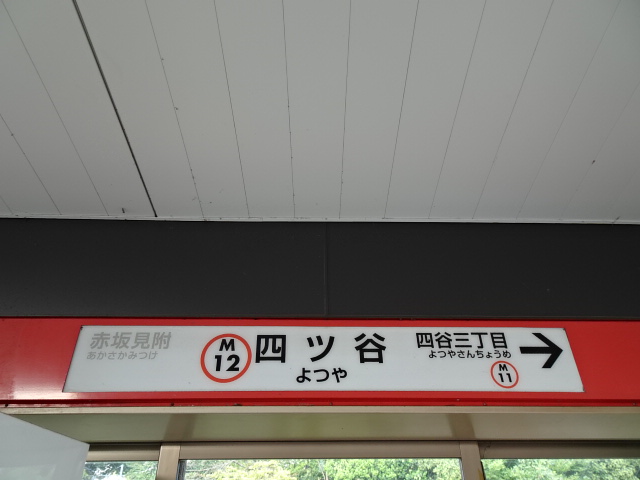 赤坂見附
あかさかみつけ
M
12
四ツ谷
よつや
四谷三丁目
よつやさんちょうめ
M
11